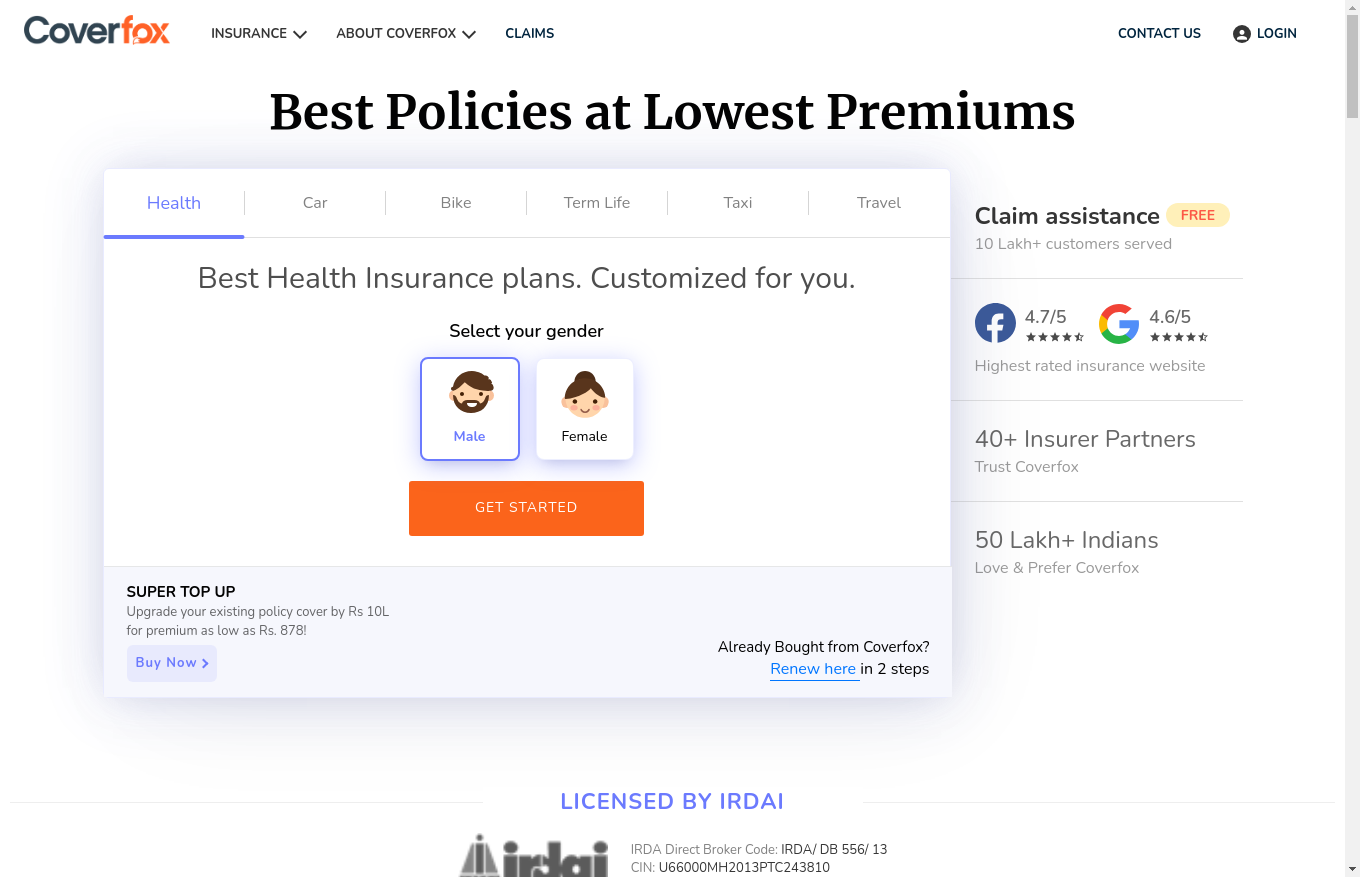 Coverfox
INSURANCE
ABOUT COVERFOX
CLAIMS
CONTACT US
LOGIN
Best Policies at Lowest Premiums
Health
Car
Bike
Term Life
Taxi
Travel
Best Health Insurance plans. Customized for you.
Select your gender
Male
Female
GET STARTED
SUPER TOP UP
Upgrade your existing policy cover by Rs 10L
for premium as low as Rs. 878!
Buy Now
Already Bought from Coverfox?
Renew here in 2 steps
Claim assistance FREE
10 Lakh+ customers served
4.7/5
4.6/5
Highest rated insurance website
40+ Insurer Partners
Trust Coverfox
50 Lakh+ Indians
Love & Prefer Coverfox
LICENSED BY IRDAI
irdai
IRDA Direct Broker Code: IRDA/ DB 556/ 13
CIN: U66000MH2013PTC243810